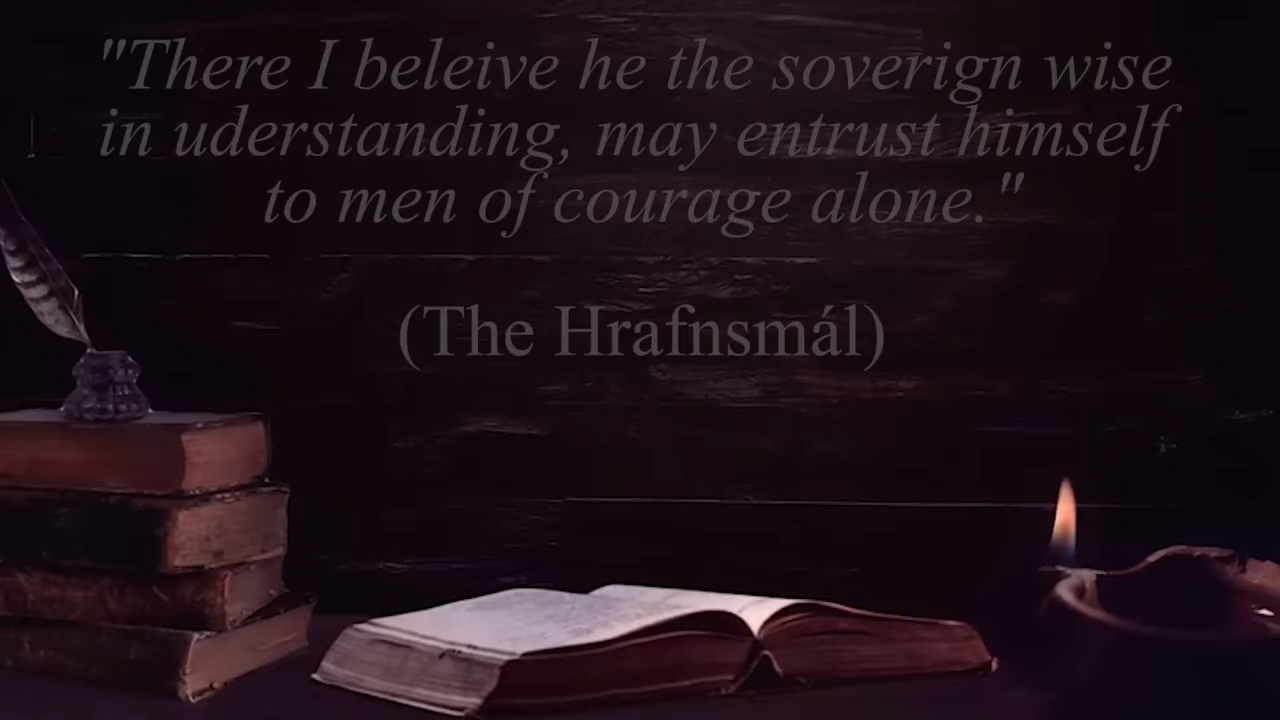 "There I beleive he the soverign wise
in uderstanding, may entrust himself
to men of courage alone."
(The Hrafnsmál)